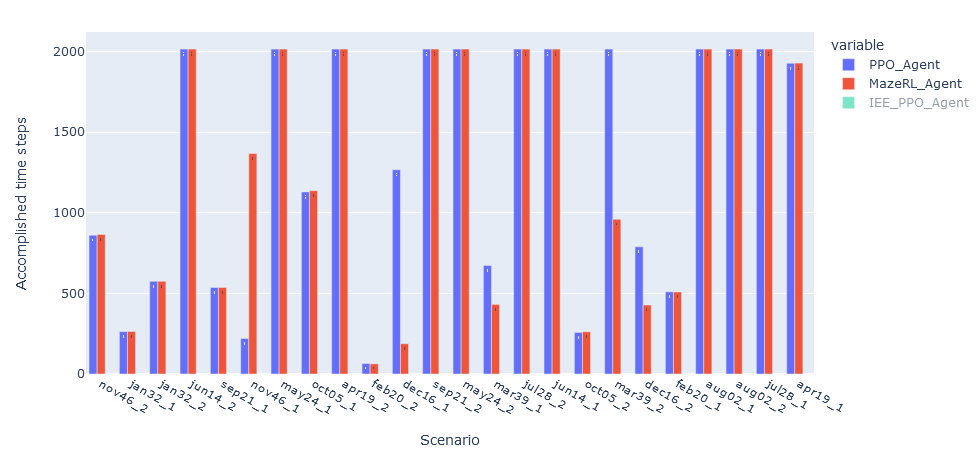 variable
PPO_Agent
MazeRL_Agent
IEE_PPO_Agent
Accomplished time steps
2000
1500
1000
500
0
nov46_2
jan32_1
jan32_2
jun14_2
sep21_1
nov46_1
may24_1
oct05_1
apr19_2
feb20_2
dec16_1
sep21_2
may24_2
mar39_1
jul28_2
jun14_1
oct05_2
mar39_2
dec16_2
feb20_1
aug02_1
aug02_2
jul28_1
apr19_1
Scenario